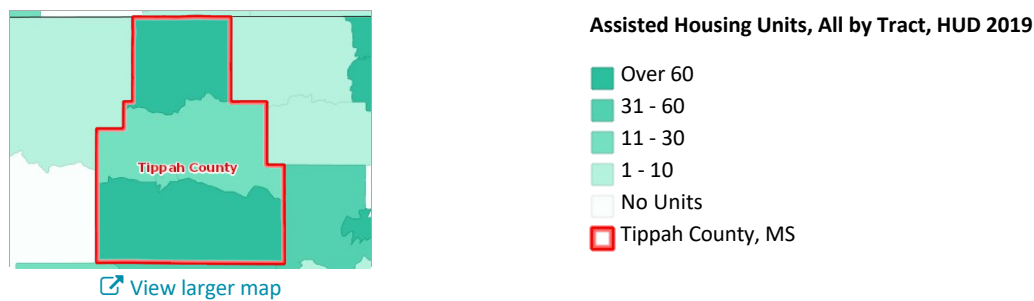 Assisted Housing Units, All by Tract, HUD 2019
Over 60
31 - 60
11 - 30
1 - 10
No Units
Tippah County, MS
Tippah County
View larger map